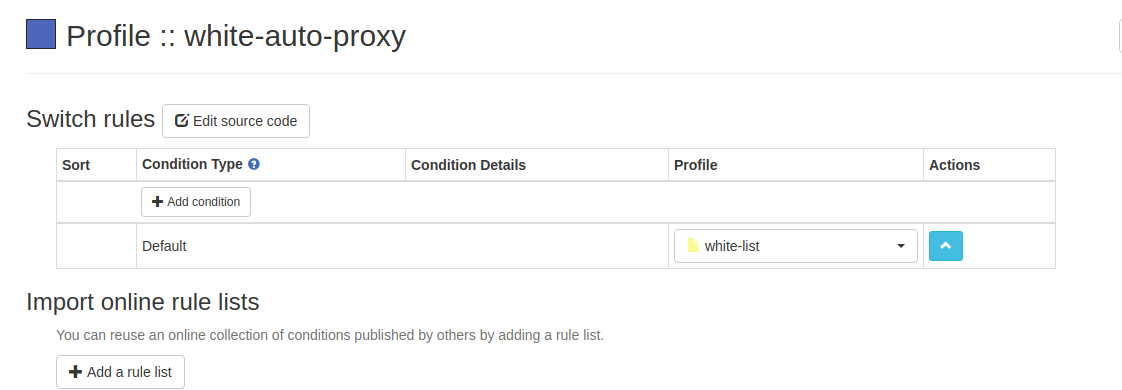 Profile :: white-auto-proxy
Switch rules Edit source code
Sort Condition Type ? Condition Details Profile Actions
Add condition
Default white-list
Import online rule lists
You can reuse an online collection of conditions published by others by adding a rule list.
Add a rule list